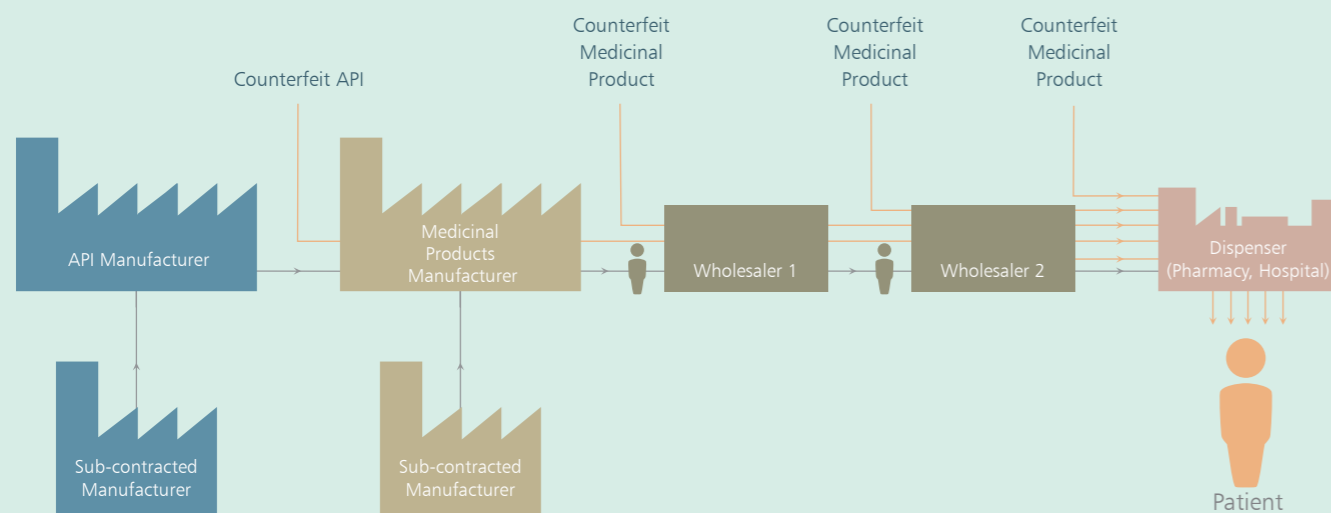 Counterfeit API
Counterfeit
Medicinal
Product
Counterfeit
Medicinal
Product
Counterfeit
Medicinal
Product
API Manufacturer
Medicinal
Products
Manufacturer
Wholesaler 1
Wholesaler 2
Dispenser
(Pharmacy, Hospital)
Sub-contracted
Manufacturer
Sub-contracted
Manufacturer
Patient